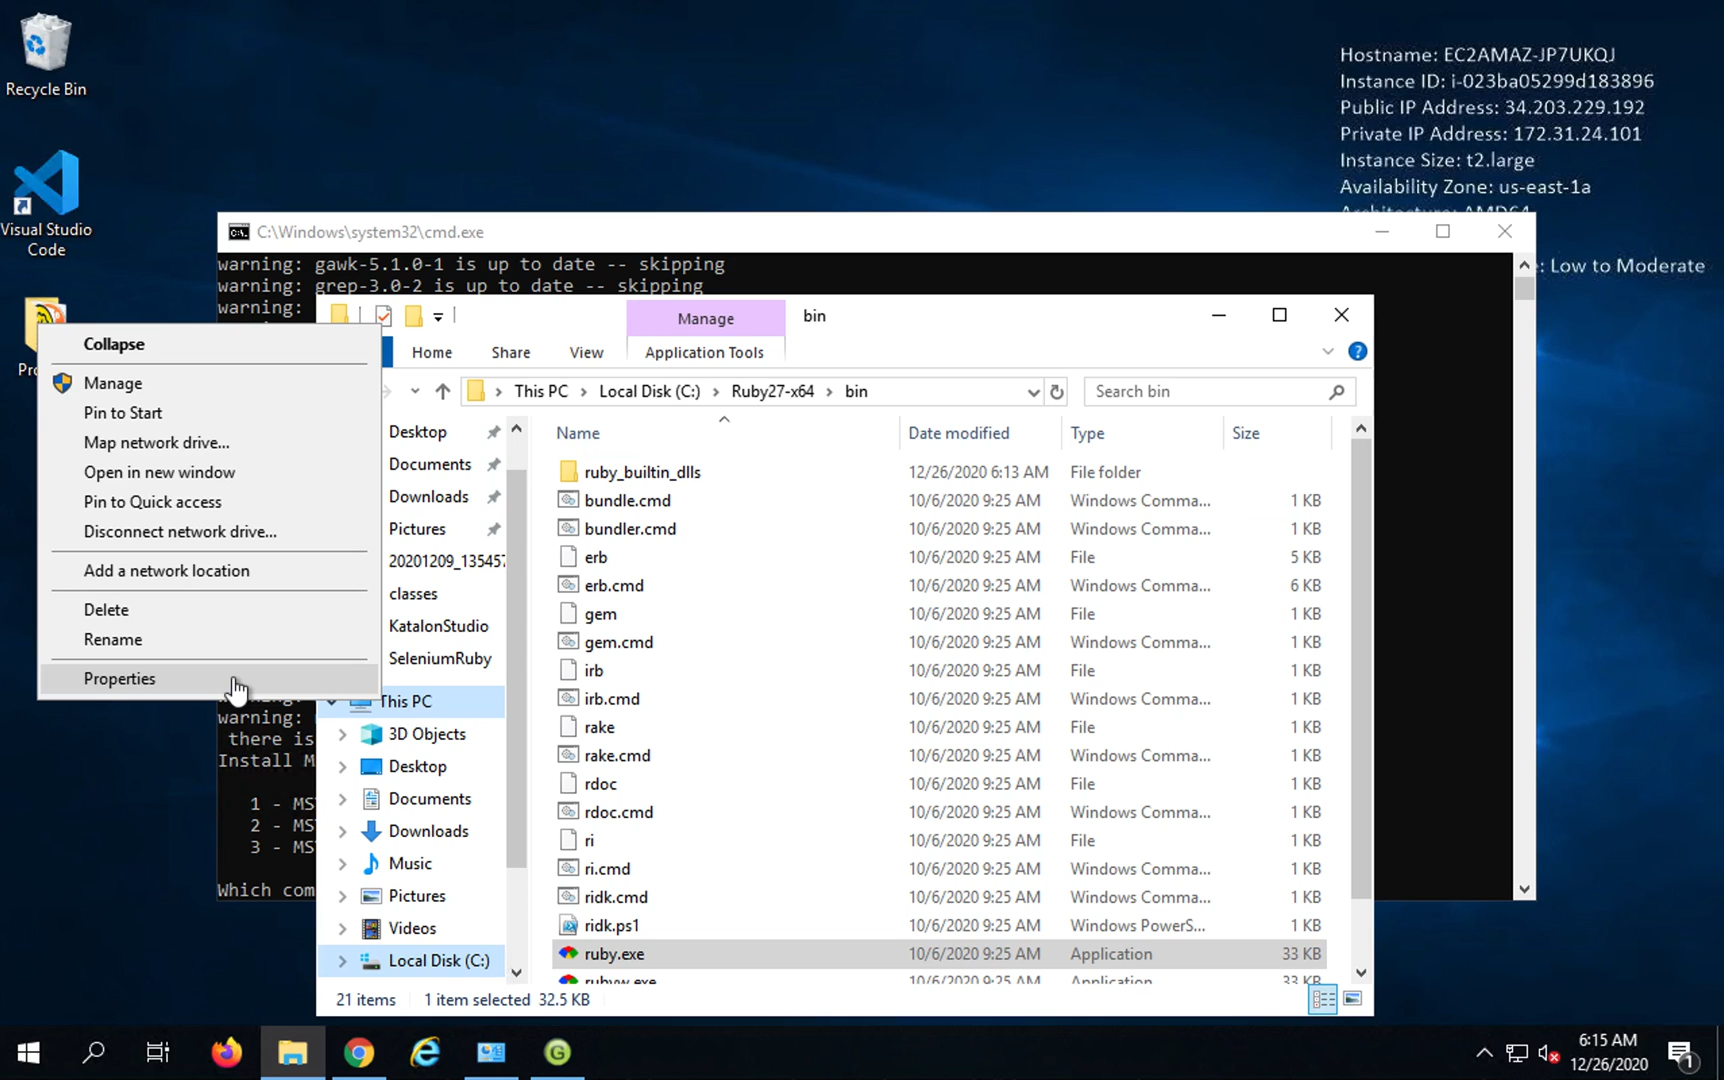 Recycle Bin
Visual Studio
Code
Hostname: EC2AMAZ-JP7UKQJ
Instance ID: i-023ba05299d183896
Public IP Address: 34.203.229.192
Private IP Address: 172.31.24.101
Instance Size: t2.large
Availability Zone: us-east-1a
Architecture: AMD64
: Low to Moderate
C:\Windows\system32\cmd.exe
warning: gawk-5.1.0-1 is up to date -- skipping
warning: grep-3.0-2 is up to date -- skipping
warning:
Manage
bin
Home
Share
View
Application Tools
This PC
Local Disk (C:)
Ruby27-x64
bin
Search bin
Collapse
Manage
Pin to Start
Map network drive...
Open in new window
Pin to Quick access
Disconnect network drive...
Add a network location
Delete
Rename
Properties
Desktop
Documents
Downloads
Pictures
20201209_13545
classes
KatalonStudio
SeleniumRuby
This PC
3D Objects
Desktop
Documents
Downloads
Music
Pictures
Videos
Local Disk (C:)
Name Date modified Type Size
ruby_builtin_dlls 12/26/2020 6:13 AM File folder
bundle.cmd 10/6/2020 9:25 AM Windows Comma... 1 KB
bundler.cmd 10/6/2020 9:25 AM Windows Comma... 1 KB
erb 10/6/2020 9:25 AM File 5 KB
erb.cmd 10/6/2020 9:25 AM Windows Comma... 6 KB
gem 10/6/2020 9:25 AM File 1 KB
gem.cmd 10/6/2020 9:25 AM Windows Comma... 1 KB
irb 10/6/2020 9:25 AM File 1 KB
irb.cmd 10/6/2020 9:25 AM Windows Comma... 1 KB
rake 10/6/2020 9:25 AM File 1 KB
rake.cmd 10/6/2020 9:25 AM Windows Comma... 1 KB
rdoc 10/6/2020 9:25 AM File 1 KB
rdoc.cmd 10/6/2020 9:25 AM Windows Comma... 1 KB
ri 10/6/2020 9:25 AM File 1 KB
ri.cmd 10/6/2020 9:25 AM Windows Comma... 1 KB
ridk.cmd 10/6/2020 9:25 AM Windows Comma... 1 KB
ridk.ps1 10/6/2020 9:25 AM Windows PowerS... 1 KB
ruby.exe 10/6/2020 9:25 AM Application 33 KB
rubyw.exe 10/6/2020 9:25 AM Application 33 KB
21 items 1 item selected 32.5 KB
warning:
there is
Install M
1 - MS
2 - MS
3 - MS
Which com
6:15 AM
12/26/2020
1